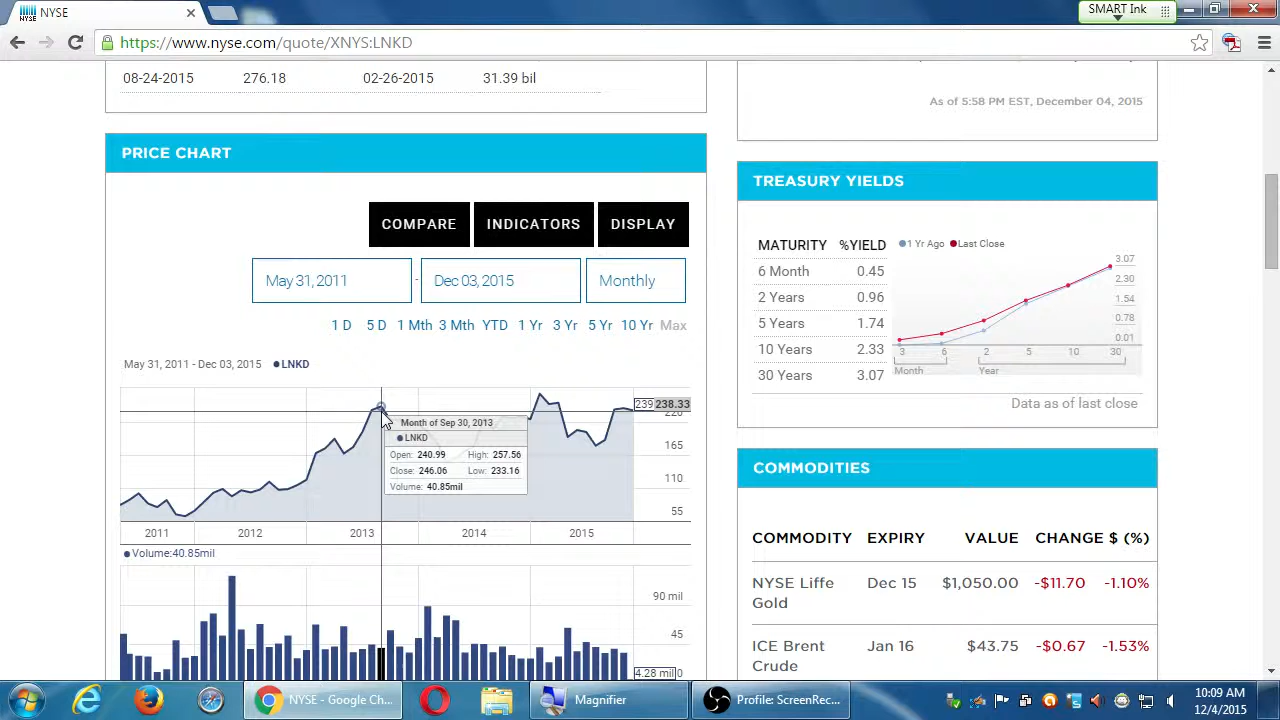 NYSE
SMART Ink
https://www.nyse.com/quote/XNYS:LNKD
08-24-2015 276.18 02-26-2015 31.39 bil
As of 5:58 PM EST, December 04, 2015
PRICE CHART
COMPARE INDICATORS DISPLAY
May 31, 2011 - Dec 03, 2015 Monthly
1 D 5 D 1 Mth 3 Mth YTD 1 Yr 3 Yr 5 Yr 10 Yr Max
May 31, 2011 - Dec 03, 2015 LNKD
239 238.33
220
165
110
55
Month of Sep 30, 2013
LNKD
Open: 240.99 High: 257.56
Close: 246.06 Low: 233.16
Volume: 40.85mil
2011 2012 2013 2014 2015
Volume:40.85mil
90 mil
45
4.28 mil 0
TREASURY YIELDS
MATURITY %YIELD
6 Month 0.45
2 Years 0.96
5 Years 1.74
10 Years 2.33
30 Years 3.07
1 Yr Ago Last Close
3.07
2.30
1.54
0.78
0.01
3 6 2 5 10 30
Month Year
Data as of last close
COMMODITIES
COMMODITY EXPIRY VALUE CHANGE $ (%)
NYSE Liffe Gold Dec 15 $1,050.00 -$11.70 -1.10%
ICE Brent Crude Jan 16 $43.75 -$0.67 -1.53%
NYSE - Google Ch...
Magnifier
Profile: ScreenRec...
10:09 AM
12/4/2015